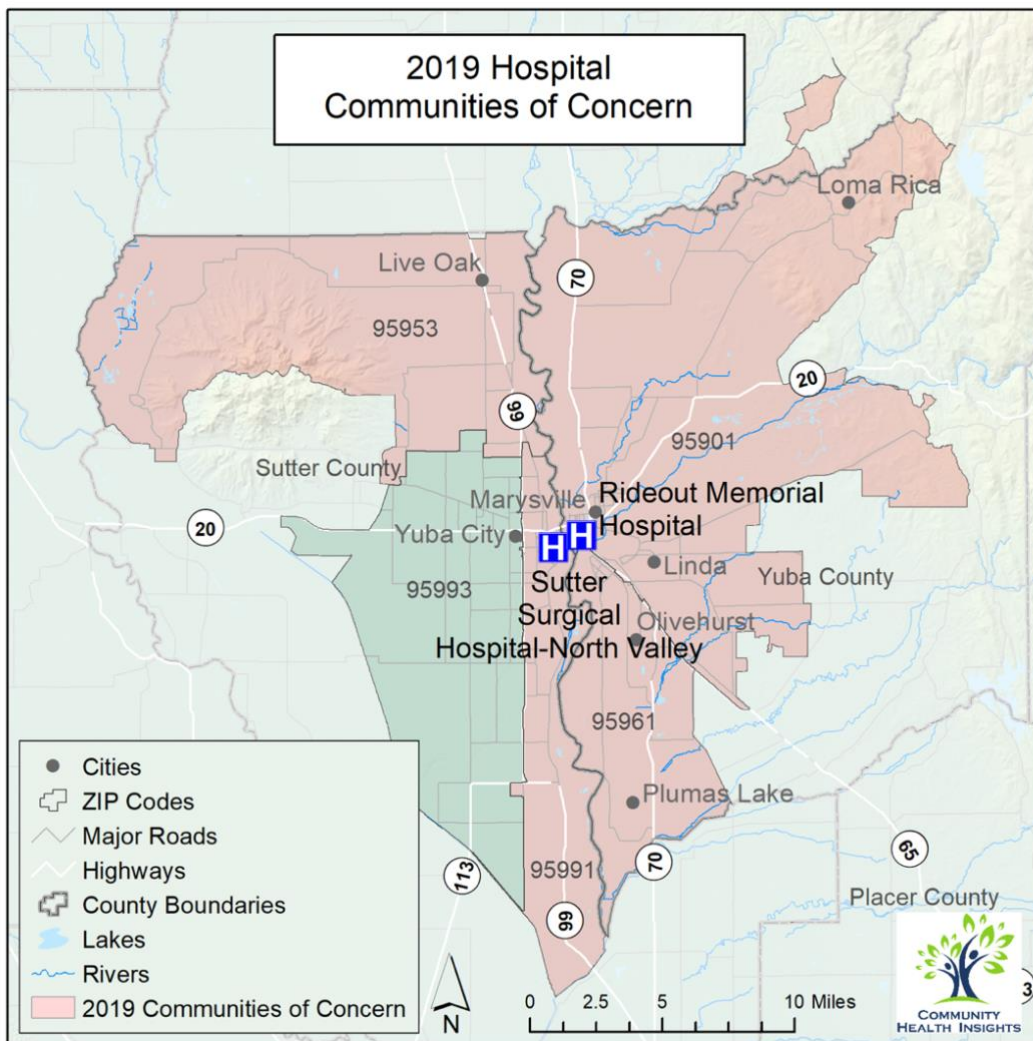 2019 Hospital
Communities of Concern
Loma Rica
Live Oak
70
95953
20
99
95901
Sutter County
Marysville
Rideout Memorial
Hospital
20
Yuba City
H
H
Linda
Yuba County
95993
Sutter
Surgical
Hospital-North Valley
Olivehurst
95961
Plumas Lake
65
70
113
95991
99
Placer County
Cities
ZIP Codes
Major Roads
Highways
County Boundaries
Lakes
Rivers
2019 Communities of Concern
N
0 2.5 5 10 Miles
3
COMMUNITY
HEALTH INSIGHTS